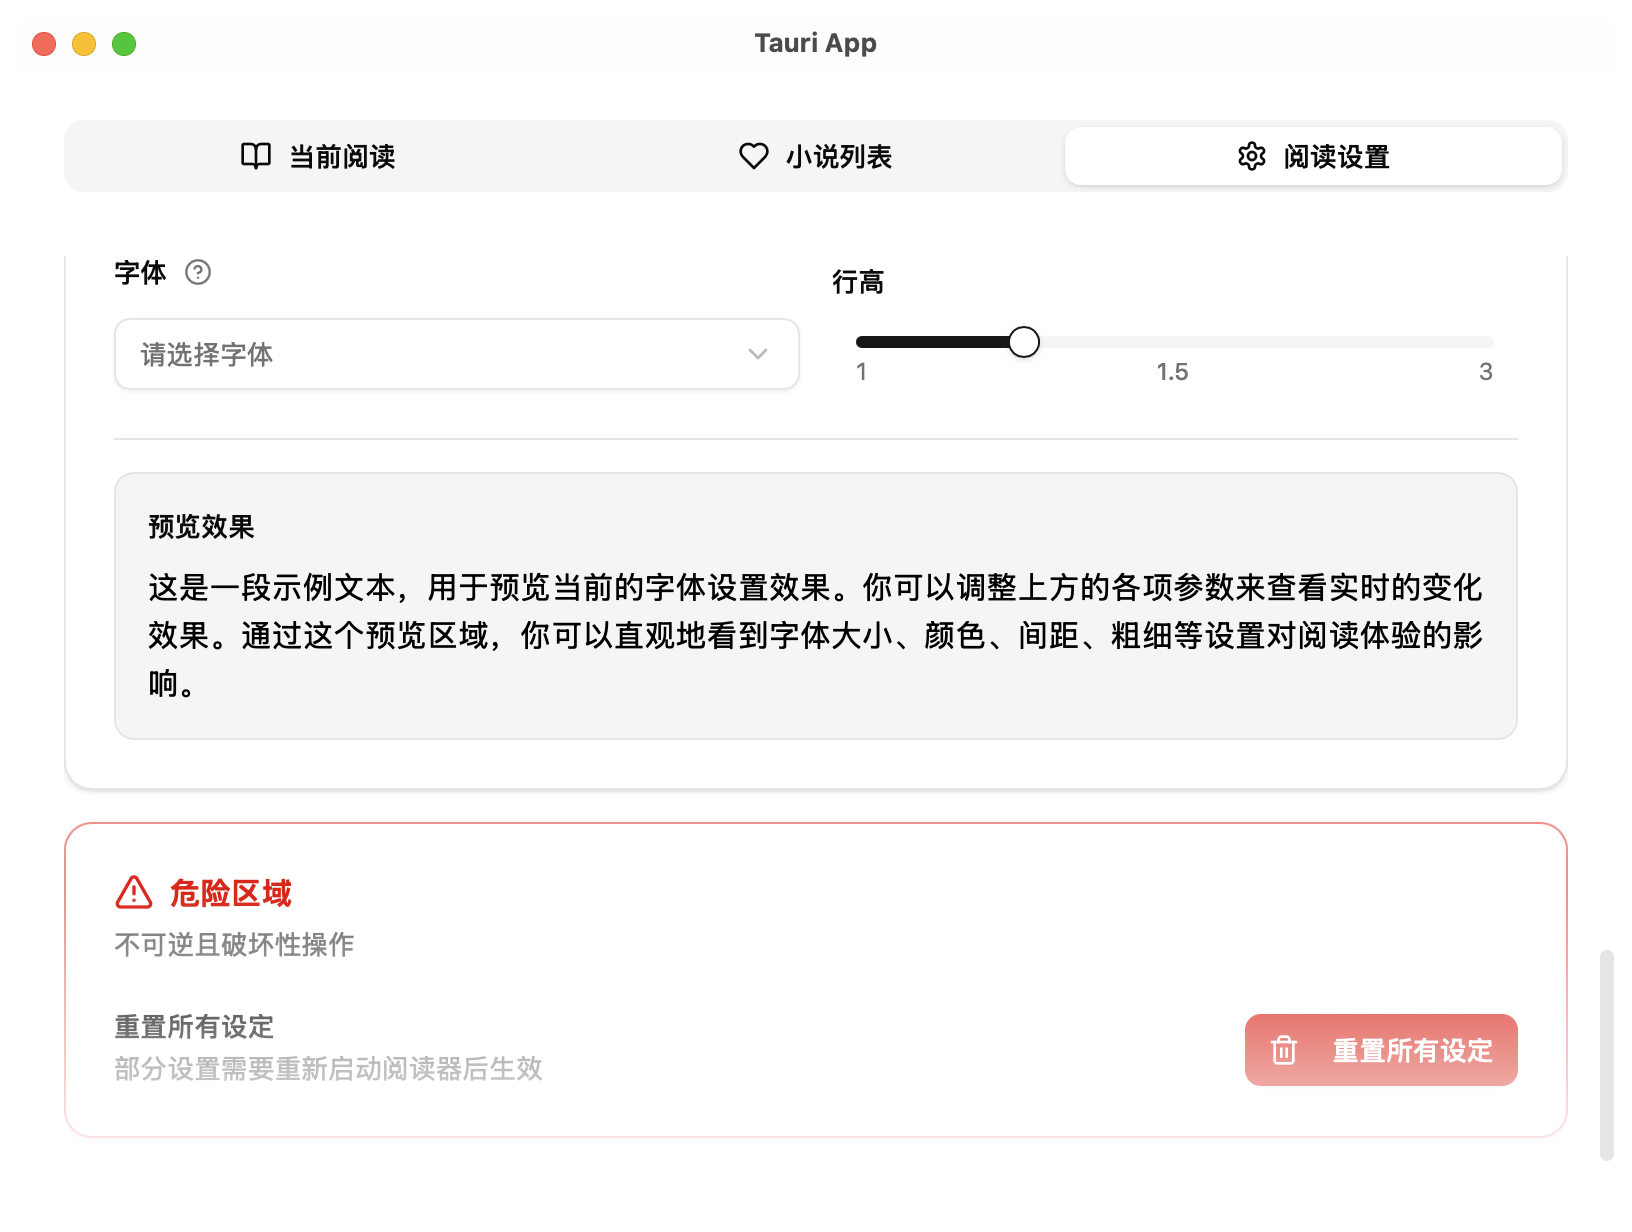 Tauri App
当前阅读
小说列表
阅读设置
字体
行高
请选择字体
1
1.5
3
预览效果
这是一段示例文本，用于预览当前的字体设置效果。你可以调整上方的各项参数来查看实时的变化
效果。通过这个预览区域，你可以直观地看到字体大小、颜色、间距、粗细等设置对阅读体验的影
响。
危险区域
不可逆且破坏性操作
重置所有设定
部分设置需要重新启动阅读器后生效
重置所有设定